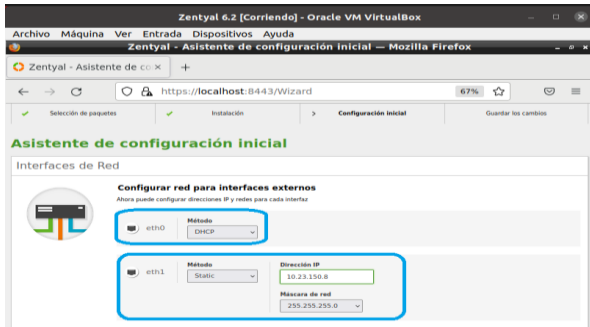 Zentyal 6.2 [Corriendo] - Oracle VM VirtualBox
Archivo Máquina Ver Entrada Dispositivos Ayuda
Zentyal - Asistente de configuración inicial — Mozilla Firefox
Zentyal - Asistente de co
https://localhost:8443/Wizard
67%
Selección de paquetes
Instalación
Configuración inicial
Guardar los cambios
Asistente de configuración inicial
Interfaces de Red
Configurar red para interfaces externos
Ahora puede configurar direcciones IP y redes para cada interfaz
Método
eth0
DHCP
Método
Dirección IP
eth1
Static
10.23.150.8
Máscara de red
255.255.255.0